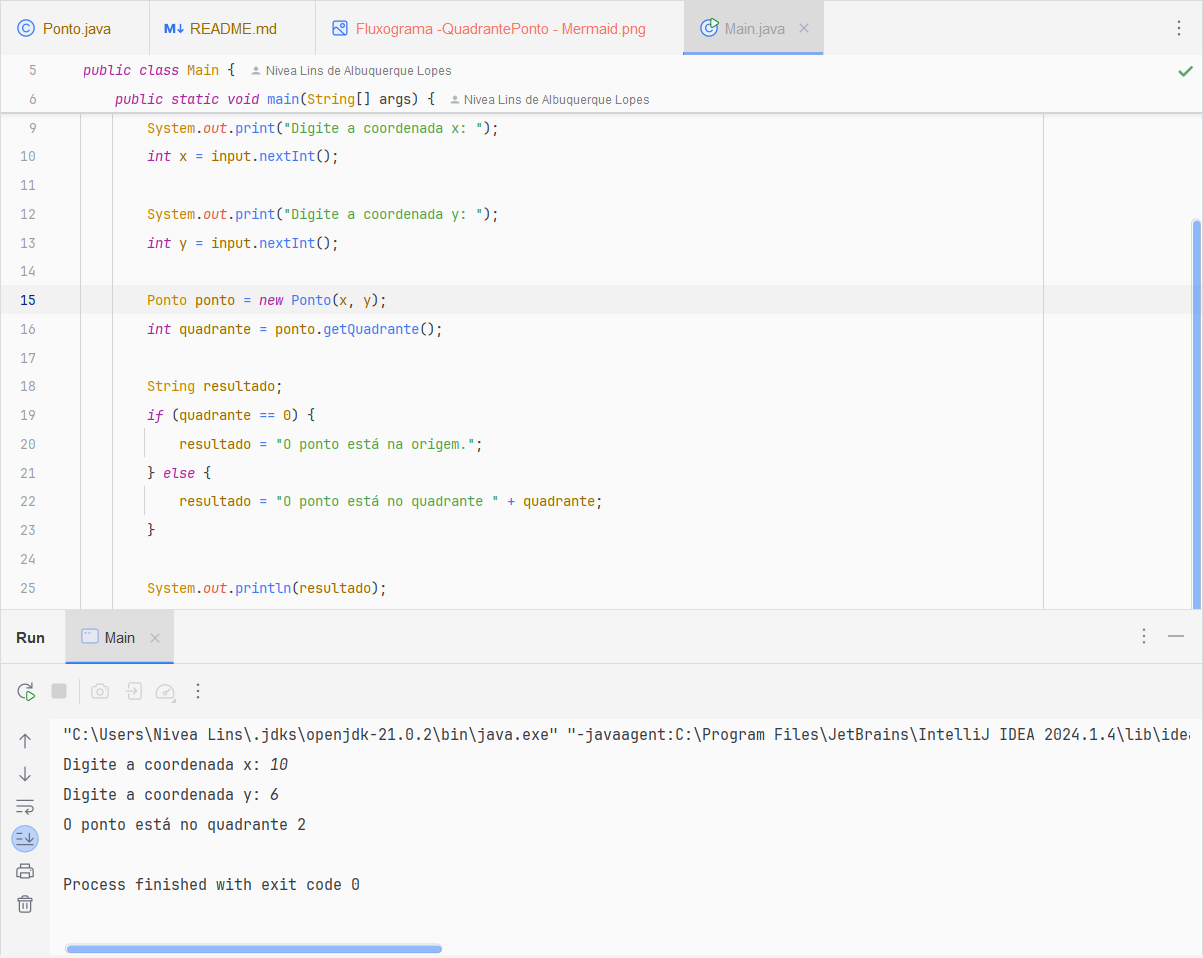 Ponto.java
M↓ README.md
Fluxograma -QuadrantePonto - Mermaid.png
Main.java
5 public class Main { Nivea Lins de Albuquerque Lopes
6 public static void main(String[] args) { Nivea Lins de Albuquerque Lopes
9 System.out.print("Digite a coordenada x: ");
10 int x = input.nextInt();
11
12 System.out.print("Digite a coordenada y: ");
13 int y = input.nextInt();
14
15 Ponto ponto = new Ponto(x, y);
16 int quadrante = ponto.getQuadrante();
17
18 String resultado;
19 if (quadrante == 0) {
20 resultado = "O ponto está na origem.";
21 } else {
22 resultado = "O ponto está no quadrante " + quadrante;
23 }
24
25 System.out.println(resultado);
Run Main
"C:\Users\Nivea Lins\.jdks\openjdk-21.0.2\bin\java.exe" "-javaagent:C:\Program Files\JetBrains\IntelliJ IDEA 2024.1.4\lib\idea
Digite a coordenada x: 10
Digite a coordenada y: 6
O ponto está no quadrante 2
Process finished with exit code 0